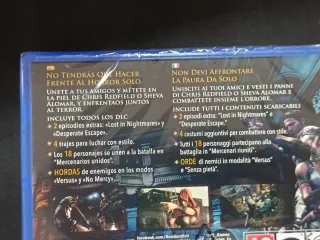 No Tendrás Que Hacer
Frente Al Horror Solo
Únete a tus amigos y métete en
la piel de Chris Redfield o Sheva
Alomar, y enfréntaos juntos
al terror.
Incluye todos los DLC
• 2 episodios extras: «Lost in Nightmares» y
«Desperate Escape».
• 4 trajes para luchar con estilo.
• Los 18 personajes se unen a la batalla en
"Mercenarios unidos".
• HORDAS de enemigos en los modos
«Versus» y «No Mercy».
Non Devi Affrontare
La Paura Da Solo
Unisciti ai tuoi amici e vesti i panni
di Chris Redfield o Sheva Alomar e
combattete insieme l'orrore.
Include tutti i contenuti scaricabili
• 2 episodi extra: "Lost in Nightmares" e
"Desperate Escape".
• 4 costumi aggiuntivi per combattere con stile.
• Tutti i 18 personaggi partecipano alla
battaglia in "Mercenari riuniti".
• ORDE di nemici in modalità "Versus"
e "Senza pietà".
facebook.com/ResidentEvil